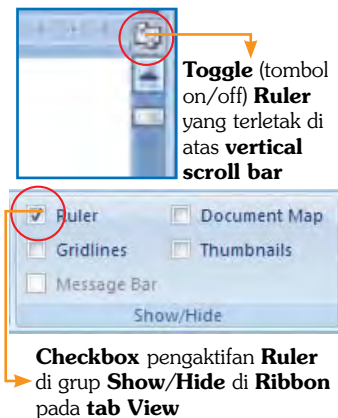 Toggle (tombol
on/off) Ruler
yang terletak di
atas vertical
scroll bar
Ruler Document Map
Gridlines Thumbnails
Message Bar
Show/Hide
Checkbox pengaktifan Ruler
di grup Show/Hide di Ribbon
pada tab View